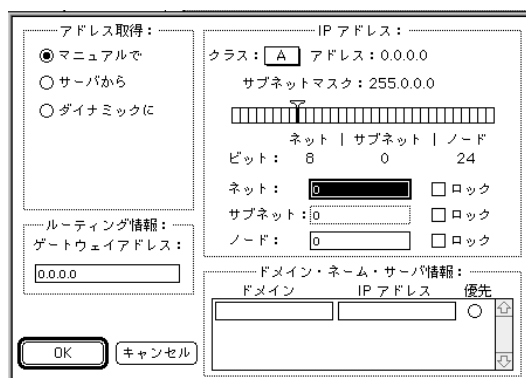 アドレス取得：
マニュアルで
サーバから
ダイナミックに
ルーティング情報：
ゲートウェイアドレス：
0.0.0.0
OK
キャンセル
IP アドレス：
クラス： A アドレス：0.0.0.0
サブネットマスク：255.0.0.0
ネット | サブネット | ノード
ビット： 8 0 24
ネット： 0 ロック
サブネット： 0 ロック
ノード： 0 ロック
ドメイン・ネーム・サーバ情報：
ドメイン IP アドレス 優先